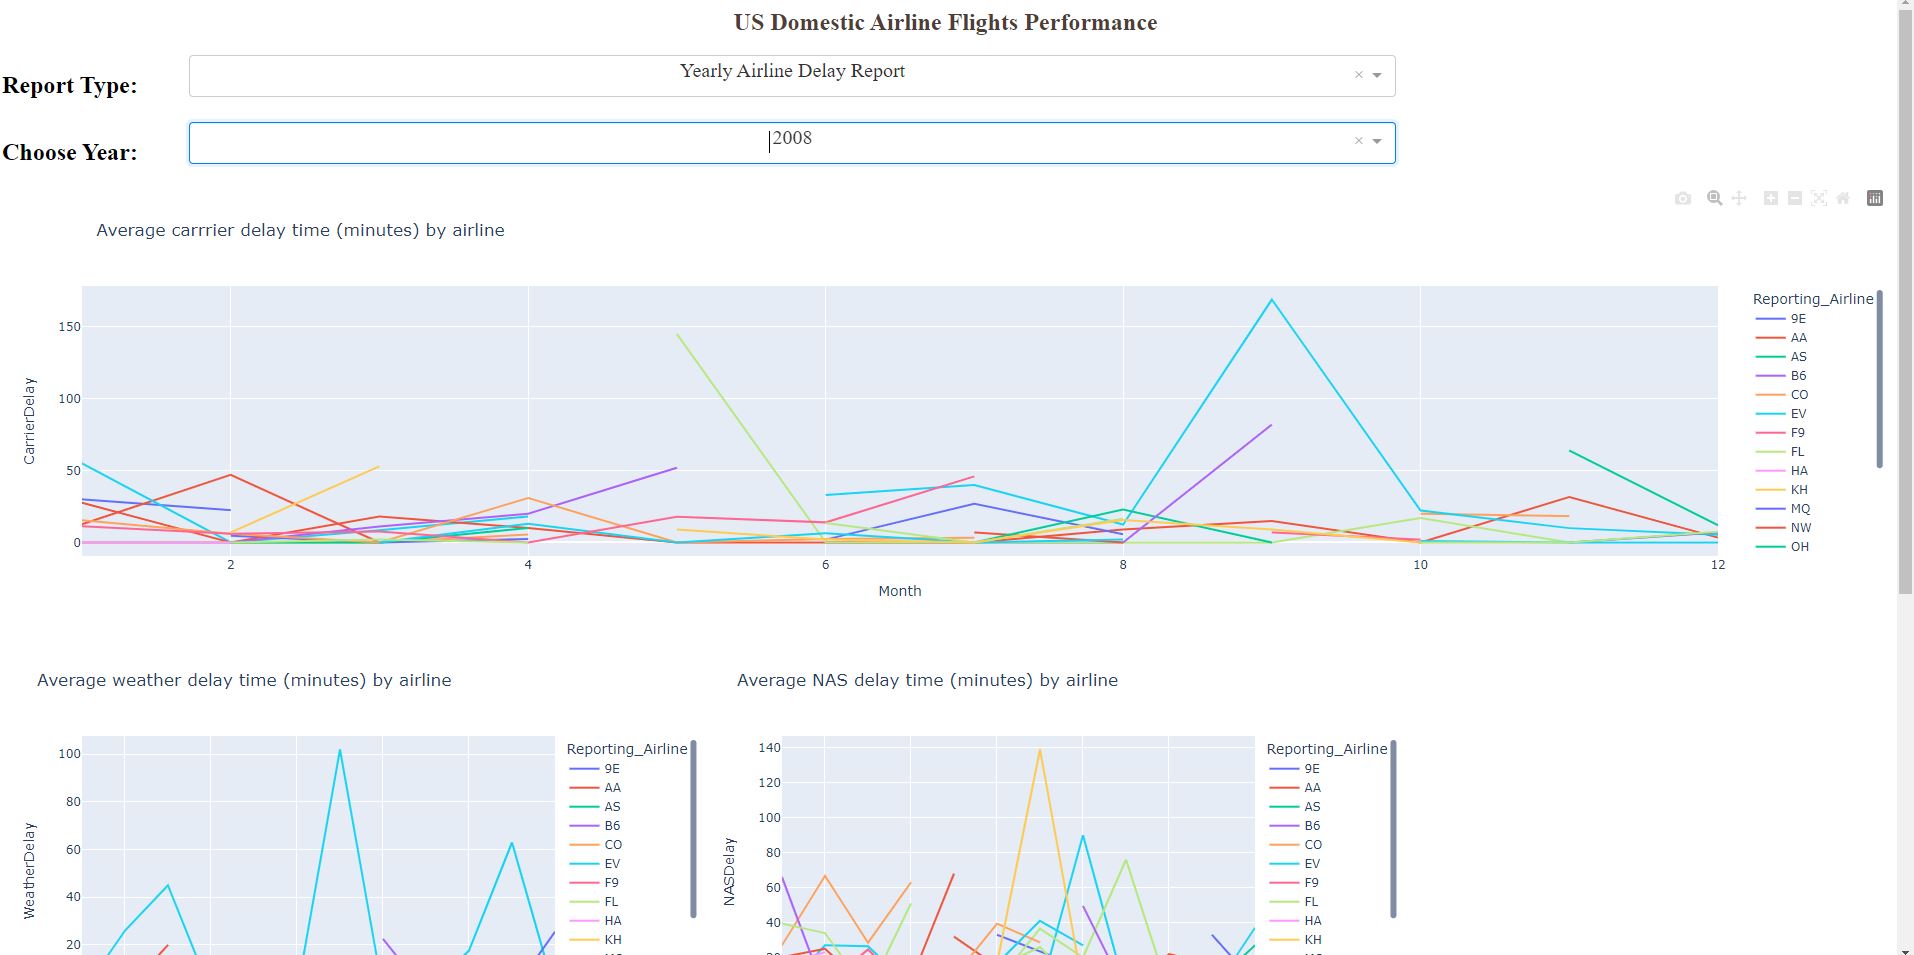 US Domestic Airline Flights Performance
Report Type:
Yearly Airline Delay Report
×
Choose Year:
2008
×
Average carrrier delay time (minutes) by airline
CarrierDelay
150
100
50
0
2
4
6
8
10
12
Month
Reporting_Airline
9E
AA
AS
B6
CO
EV
F9
FL
HA
KH
MQ
NW
OH
Average weather delay time (minutes) by airline
WeatherDelay
100
80
60
40
20
Reporting_Airline
9E
AA
AS
B6
CO
EV
F9
FL
HA
KH
Average NAS delay time (minutes) by airline
NASDelay
140
120
100
80
60
40
20
Reporting_Airline
9E
AA
AS
B6
CO
EV
F9
FL
HA
KH